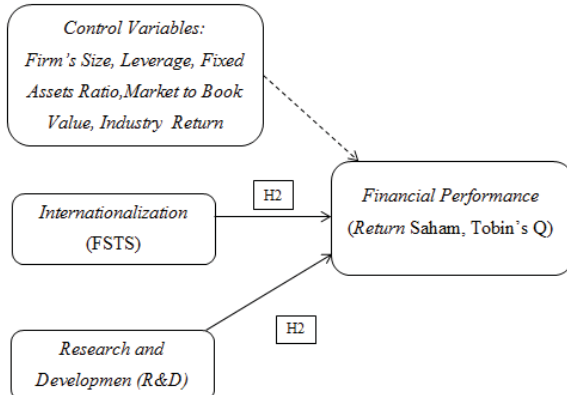 Control Variables:
Firm's Size, Leverage, Fixed
Assets Ratio,Market to Book
Value, Industry Return
H2
Financial Performance
(Return Saham, Tobin's Q)
Internationalization
(FSTS)
H2
Research and
Developmen (R&D)